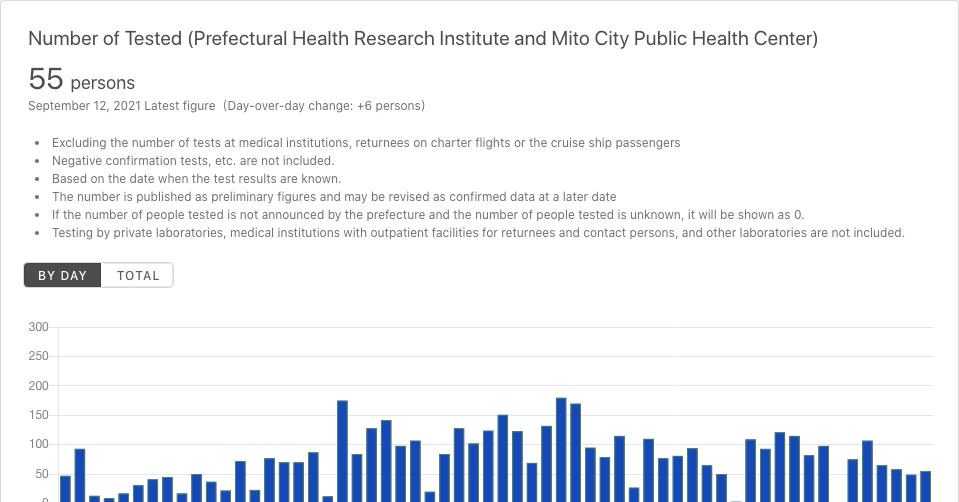 Number of Tested (Prefectural Health Research Institute and Mito City Public Health Center)
55 persons
September 12, 2021 Latest figure (Day-over-day change: +6 persons)
• Excluding the number of tests at medical institutions, returnees on charter flights or the cruise ship passengers
• Negative confirmation tests, etc. are not included.
• Based on the date when the test results are known.
• The number is published as preliminary figures and may be revised as confirmed data at a later date
• If the number of people tested is not announced by the prefecture and the number of people tested is unknown, it will be shown as 0.
• Testing by private laboratories, medical institutions with outpatient facilities for returnees and contact persons, and other laboratories are not included.
BY DAY TOTAL
300
250
200
150
100
50
0